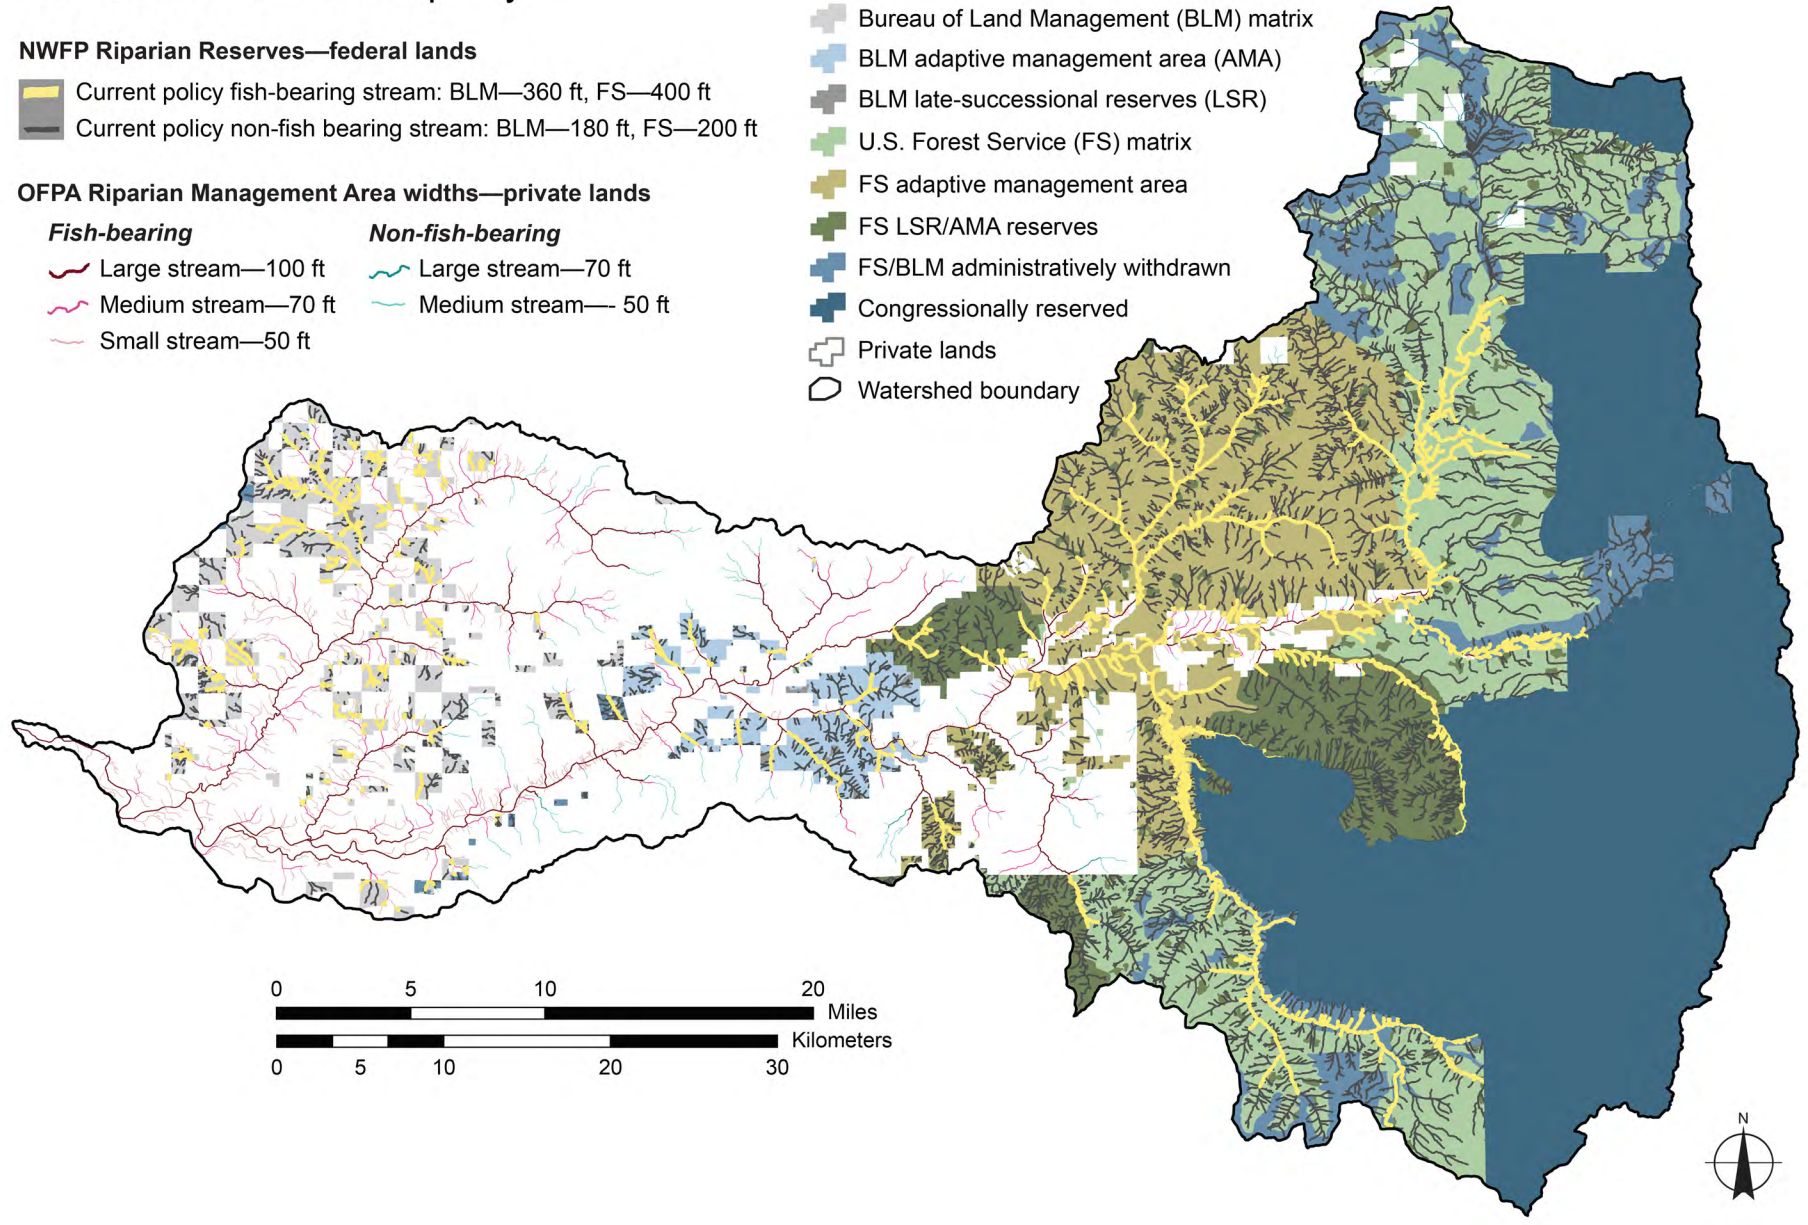 NWFP Riparian Reserves—federal lands
Current policy fish-bearing stream: BLM—360 ft, FS—400 ft
Current policy non-fish bearing stream: BLM—180 ft, FS—200 ft
OFPA Riparian Management Area widths—private lands
Fish-bearing
Large stream—100 ft
Medium stream—70 ft
Small stream—50 ft
Non-fish-bearing
Large stream—70 ft
Medium stream—- 50 ft
Bureau of Land Management (BLM) matrix
BLM adaptive management area (AMA)
BLM late-successional reserves (LSR)
U.S. Forest Service (FS) matrix
FS adaptive management area
FS LSR/AMA reserves
FS/BLM administratively withdrawn
Congressionally reserved
Private lands
Watershed boundary
0 5 10 20
Miles
Kilometers
0 5 10 20 30
N